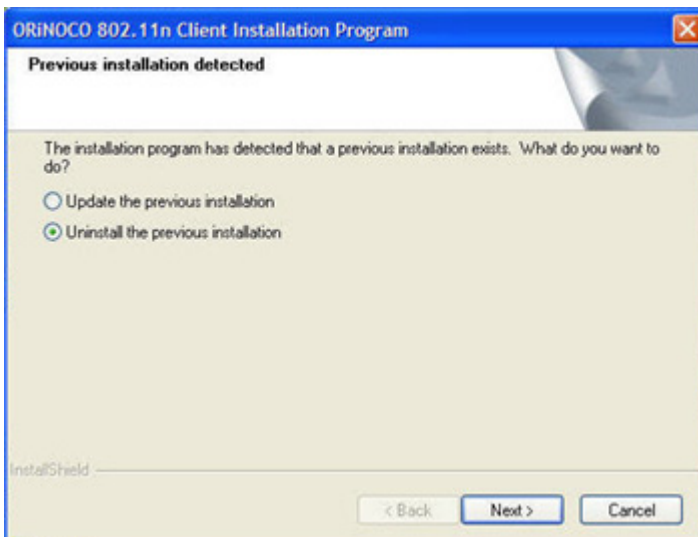 ORiNOCO 802.11n Client Installation Program
Previous installation detected
The installation program has detected that a previous installation exists. What do you want to
do?
Update the previous installation
Uninstall the previous installation
InstallShield
< Back Next > Cancel